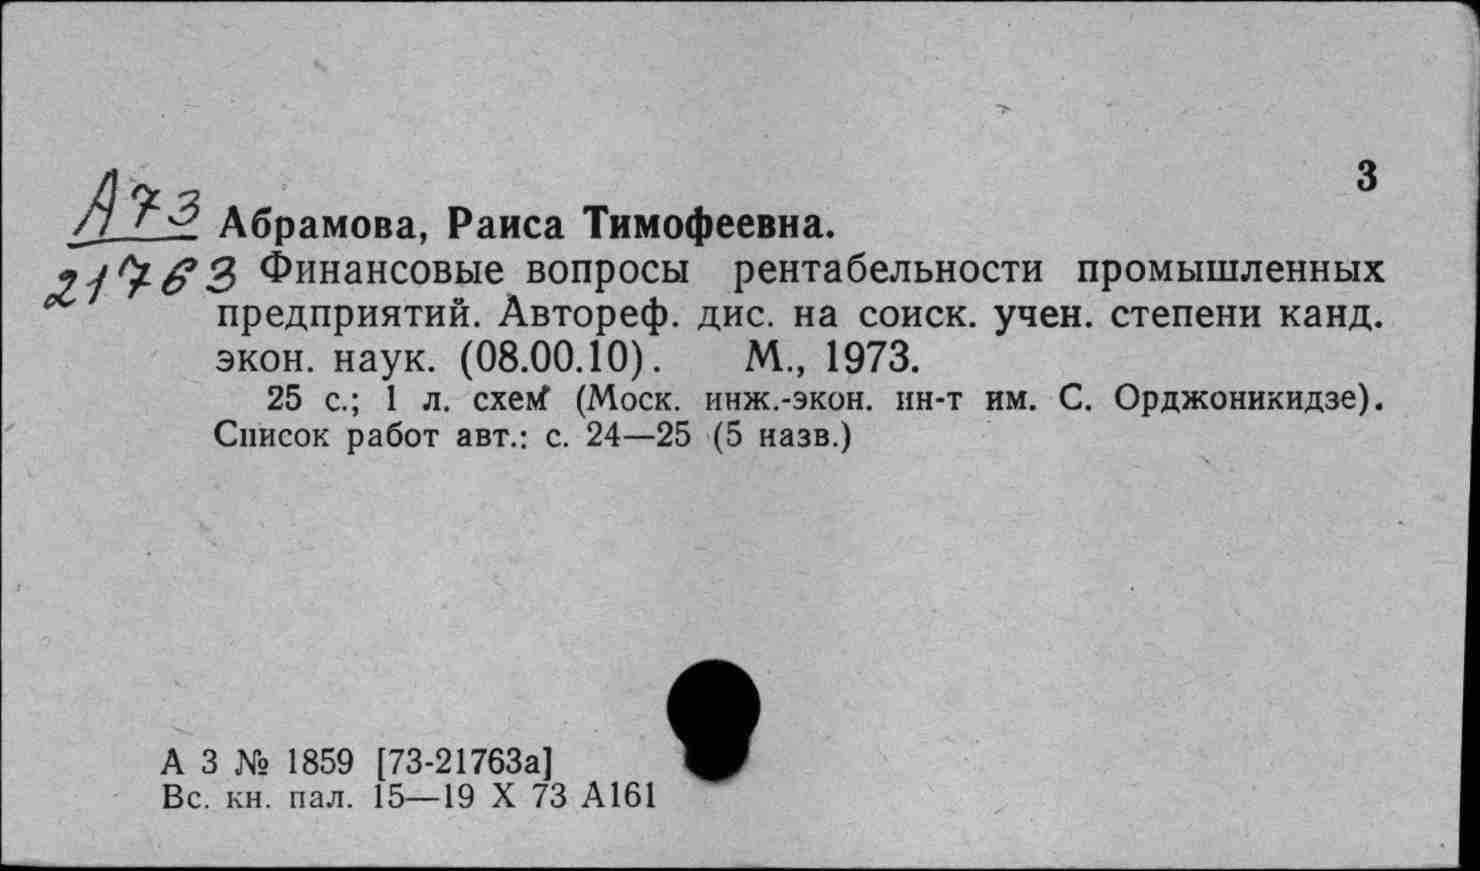 3
А73
21763
Абрамова, Раиса Тимофеевна.
Финансовые вопросы рентабельности промышленных
предприятий. Автореф. дис. на соиск. учен. степени канд.
экон. наук. (08.00.10). М., 1973.
25 с.; 1 л. схем (Моск. инж.-экон. ин-т им. С. Орджоникидзе).
Список работ авт.: с. 24—25 (5 назв.)
А 3 № 1859 [73-21763а]
Вс. кн. пал. 15—19 X 73 А161